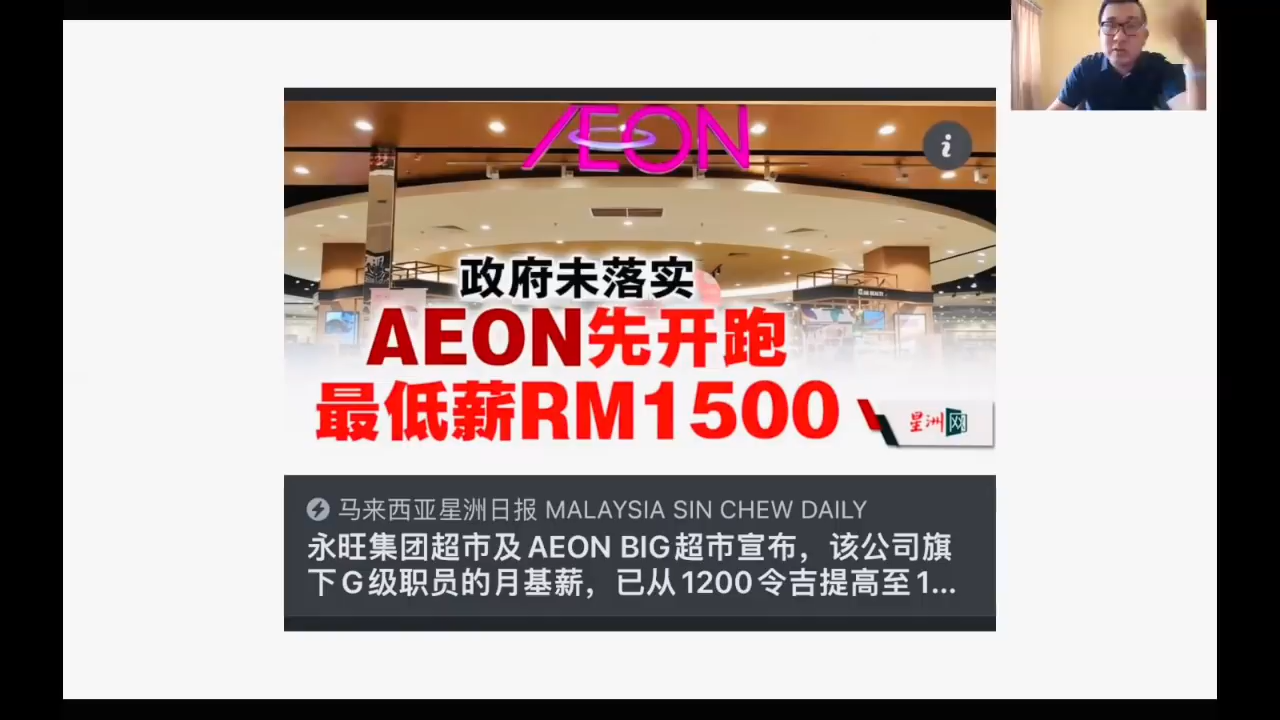 ÆON
i
政府未落实
AEON先开跑
最低薪RM1500
星洲网
马来西亚星洲日报 MALAYSIA SIN CHEW DAILY
永旺集团超市及AEON BIG超市宣布，该公司旗
下G级职员的月基薪，已从1200令吉提高至1...